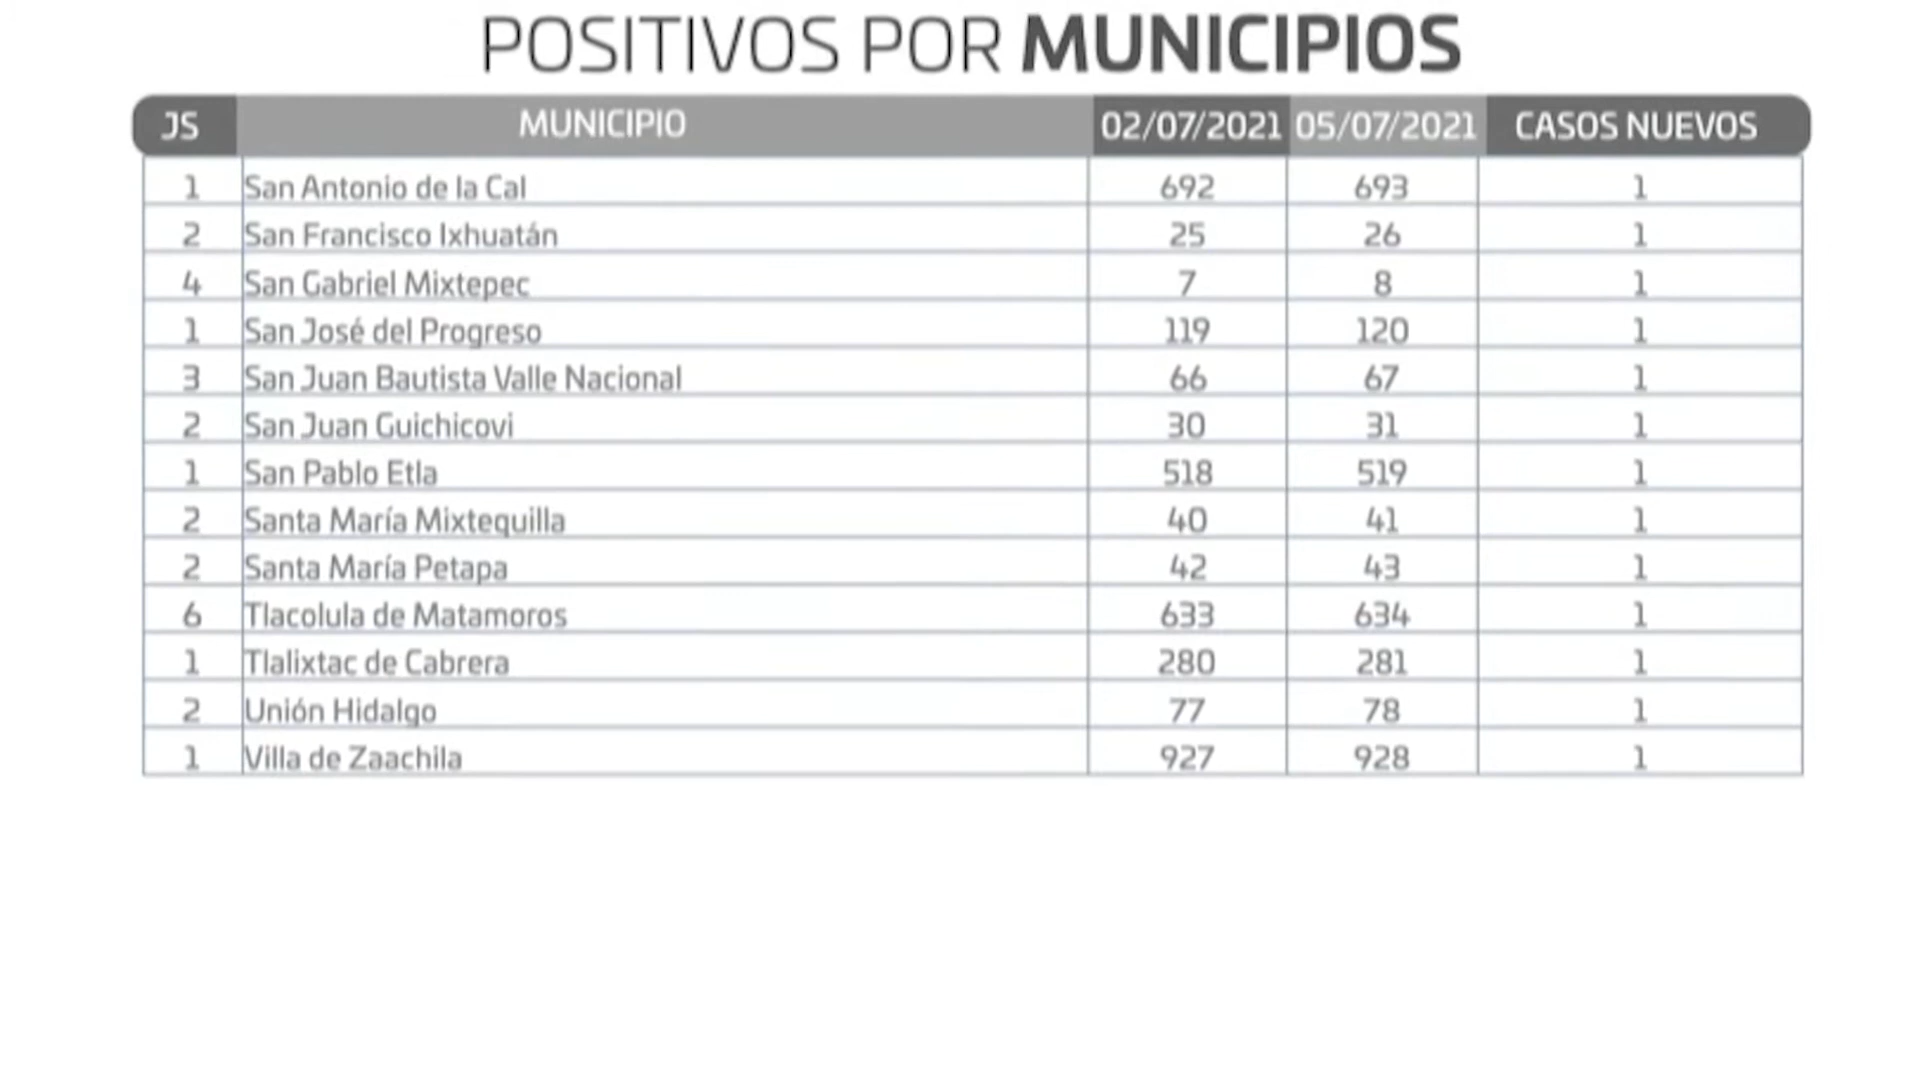 POSITIVOS POR MUNICIPIOS
JS MUNICIPIO 02/07/2021 05/07/2021 CASOS NUEVOS
1 San Antonio de la Cal 692 693 1
2 San Francisco Ixhuatán 25 26 1
4 San Gabriel Mixtepec 7 8 1
1 San José del Progreso 119 120 1
3 San Juan Bautista Valle Nacional 66 67 1
2 San Juan Guichicovi 30 31 1
1 San Pablo Etla 518 519 1
2 Santa María Mixtequilla 40 41 1
2 Santa María Petapa 42 43 1
6 Tlacolula de Matamoros 633 634 1
1 Tlalixtac de Cabrera 280 281 1
2 Unión Hidalgo 77 78 1
1 Villa de Zaachila 927 928 1